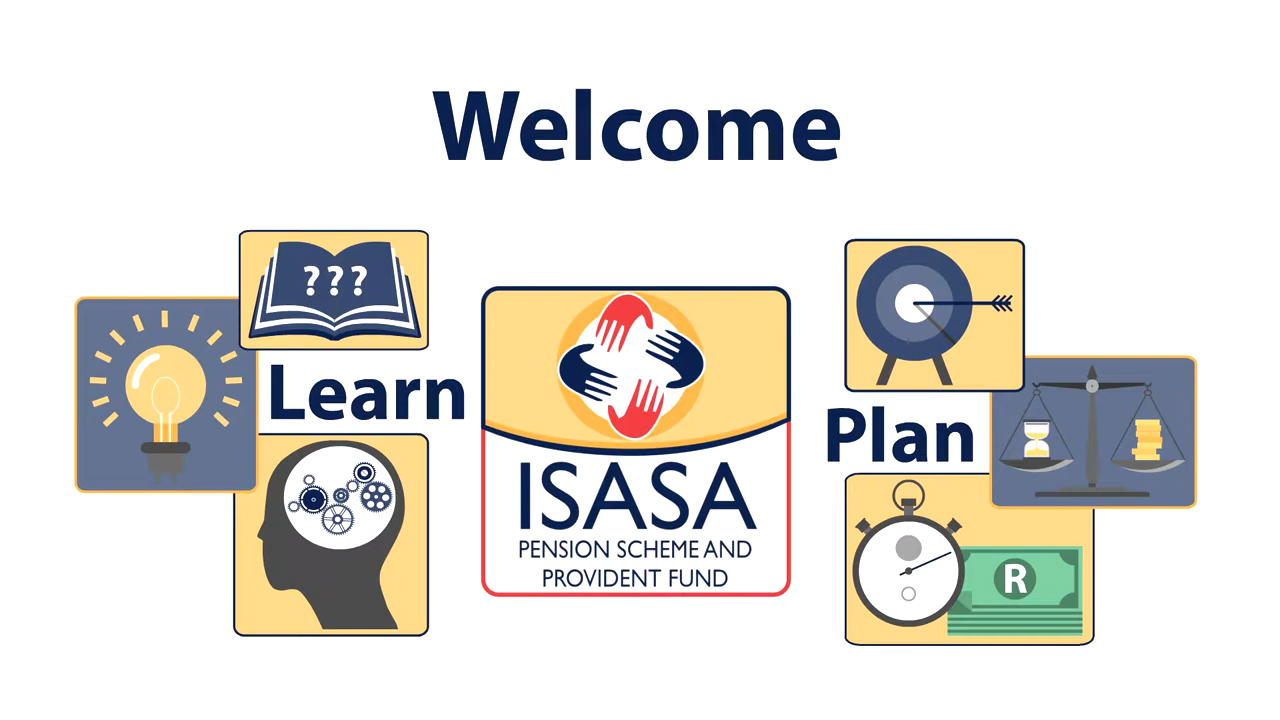 Welcome
???
Learn
ISASA
PENSION SCHEME AND
PROVIDENT FUND
Plan
R